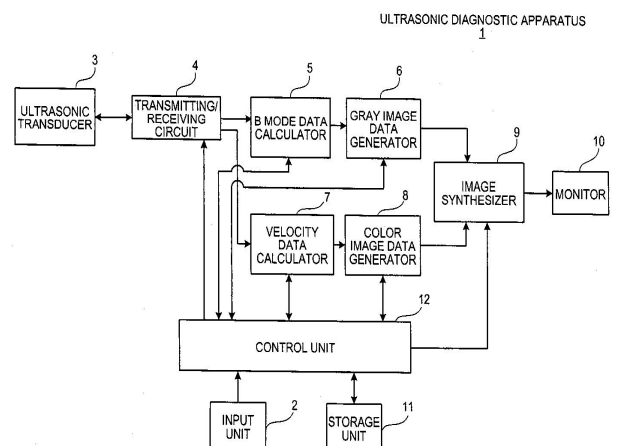 ULTRASONIC DIAGNOSTIC APPARATUS
1
3
ULTRASONIC
TRANSDUCER
4
TRANSMITTING/
RECEIVING
CIRCUIT
5
B MODE DATA
CALCULATOR
6
GRAY IMAGE
DATA
GENERATOR
9
IMAGE
SYNTHESIZER
10
MONITOR
7
VELOCITY
DATA
CALCULATOR
8
COLOR
IMAGE DATA
GENERATOR
12
CONTROL UNIT
INPUT
UNIT
2
STORAGE
UNIT
11